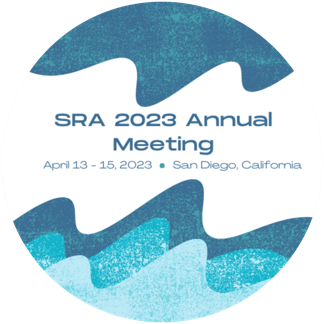 SRA 2023 Annual
Meeting
April 13 - 15, 2023 • San Diego, California